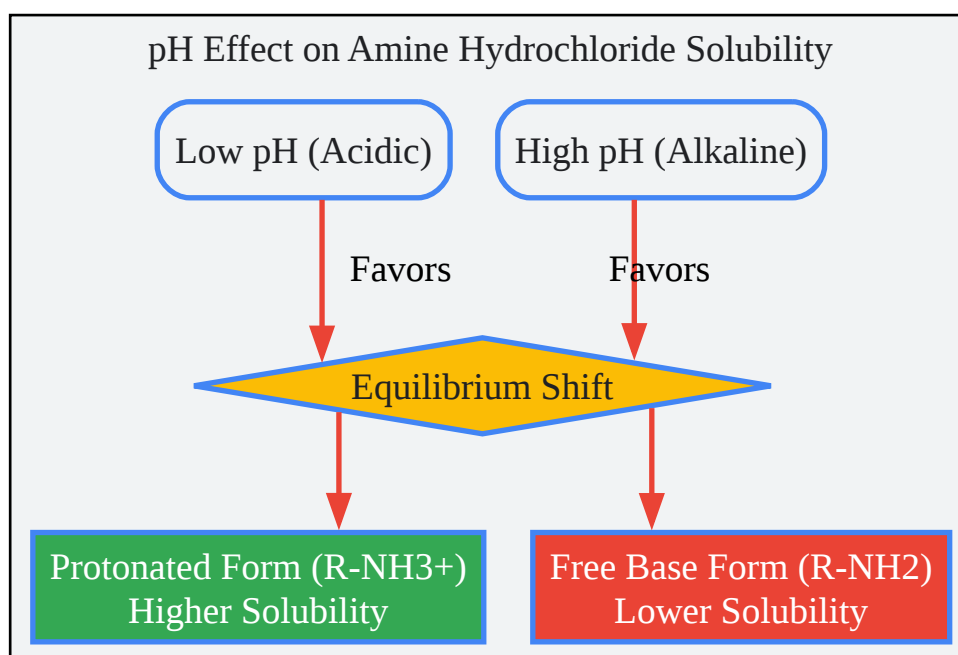 pH Effect on Amine Hydrochloride Solubility
Low pH (Acidic)
High pH (Alkaline)
Favors
Favors
Equilibrium Shift
Protonated Form (R-NH3+)
Higher Solubility
Free Base Form (R-NH2)
Lower Solubility